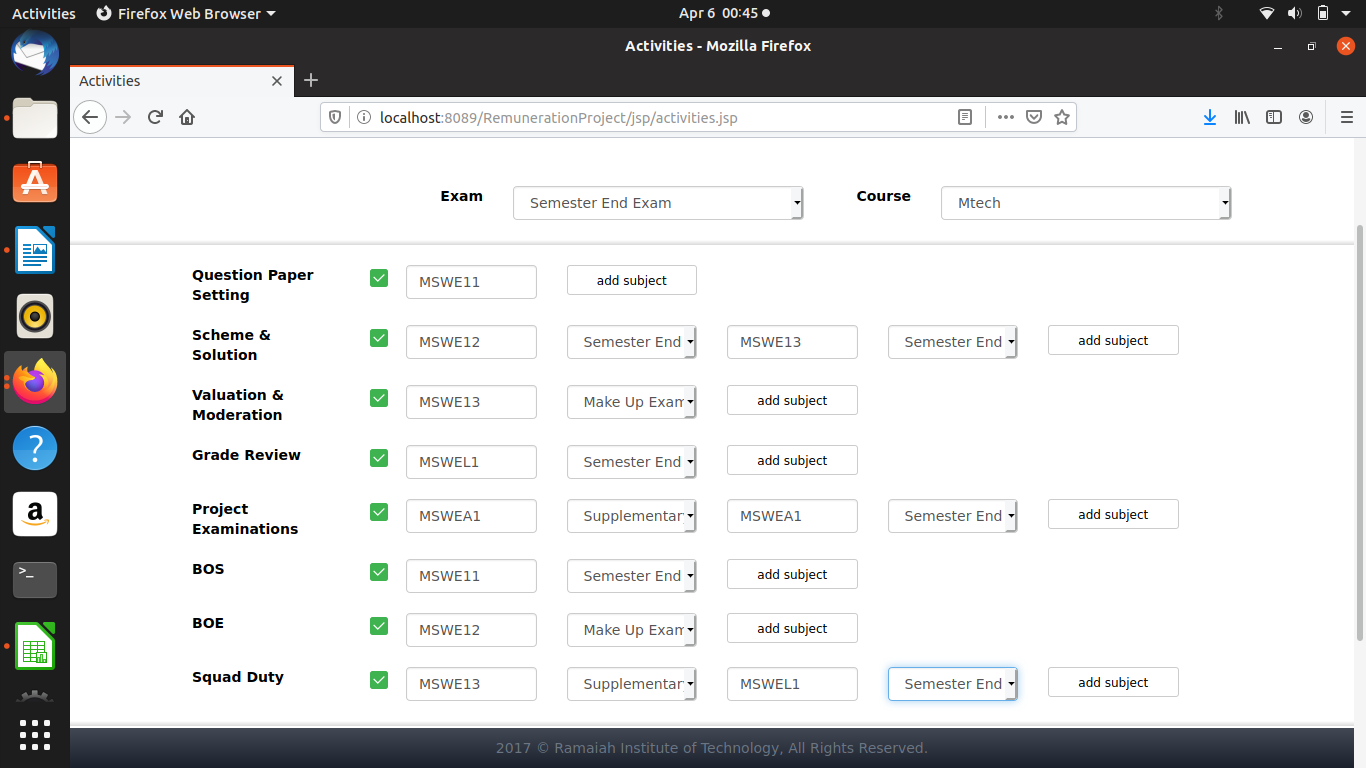 Activities Firefox Web Browser Apr 6 00:45
Activities - Mozilla Firefox
Activities
localhost:8089/RemunerationProject/jsp/activities.jsp
Exam Semester End Exam Course Mtech
Question Paper Setting MSWE11 add subject
Scheme & Solution MSWE12 Semester End MSWE13 Semester End add subject
Valuation & Moderation MSWE13 Make Up Exam add subject
Grade Review MSWEL1 Semester End add subject
Project Examinations MSWEA1 Supplementar MSWEA1 Semester End add subject
BOS MSWE11 Semester End add subject
BOE MSWE12 Make Up Exam add subject
Squad Duty MSWE13 Supplementar MSWEL1 Semester End add subject
2017 © Ramaiah Institute of Technology, All Rights Reserved.